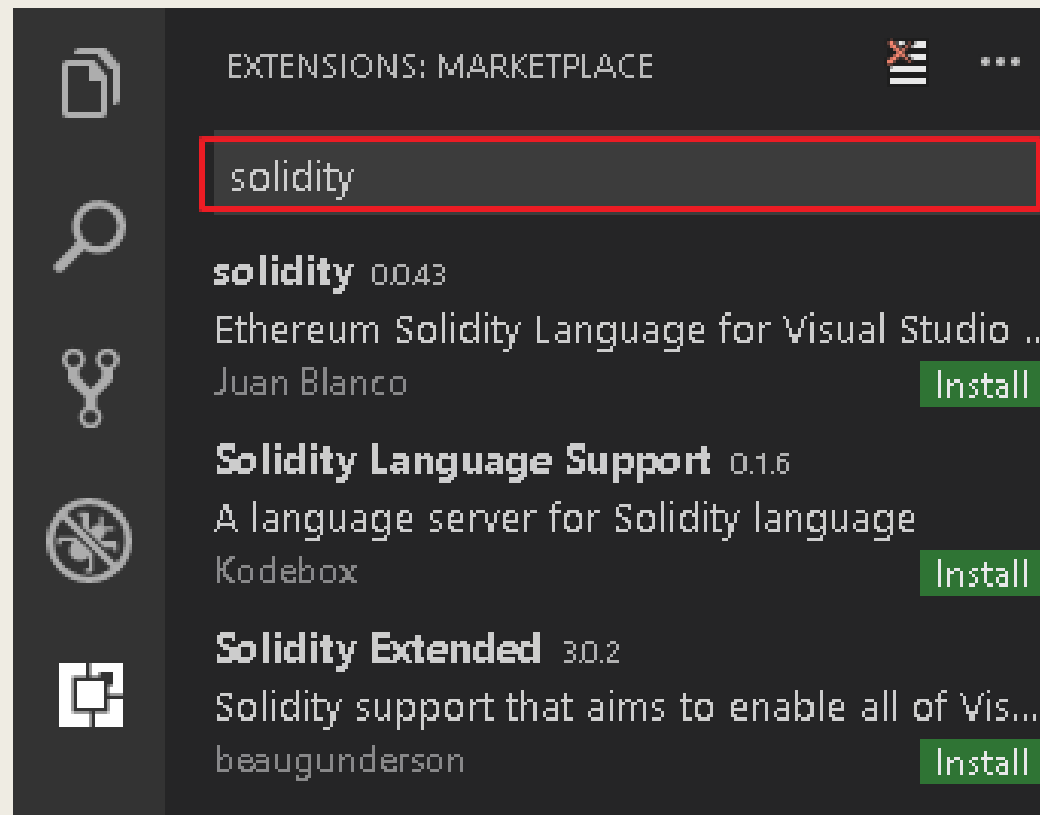 EXTENSIONS: MARKETPLACE
solidity
solidity 0.0.43
Ethereum Solidity Language for Visual Studio ...
Juan Blanco
Install
Solidity Language Support 0.1.6
A language server for Solidity language
Kodebox
Install
Solidity Extended 3.0.2
Solidity support that aims to enable all of Vis...
beaugunderson
Install